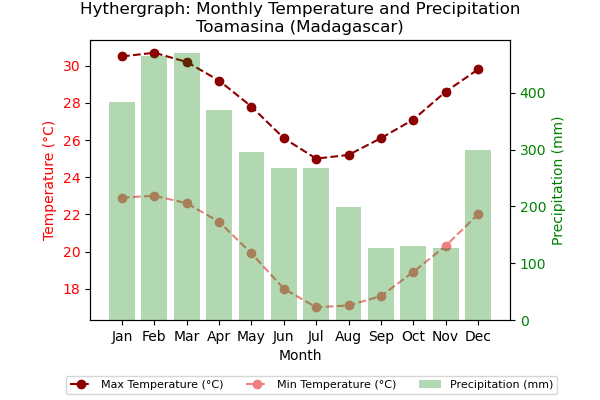 Hythergraph: Monthly Temperature and Precipitation
Toamasina (Madagascar)
Temperature (°C)
30
28
26
24
22
20
18
Precipitation (mm)
400
300
200
100
0
Jan Feb Mar Apr May Jun Jul Aug Sep Oct Nov Dec
Month
Max Temperature (°C) Min Temperature (°C) Precipitation (mm)